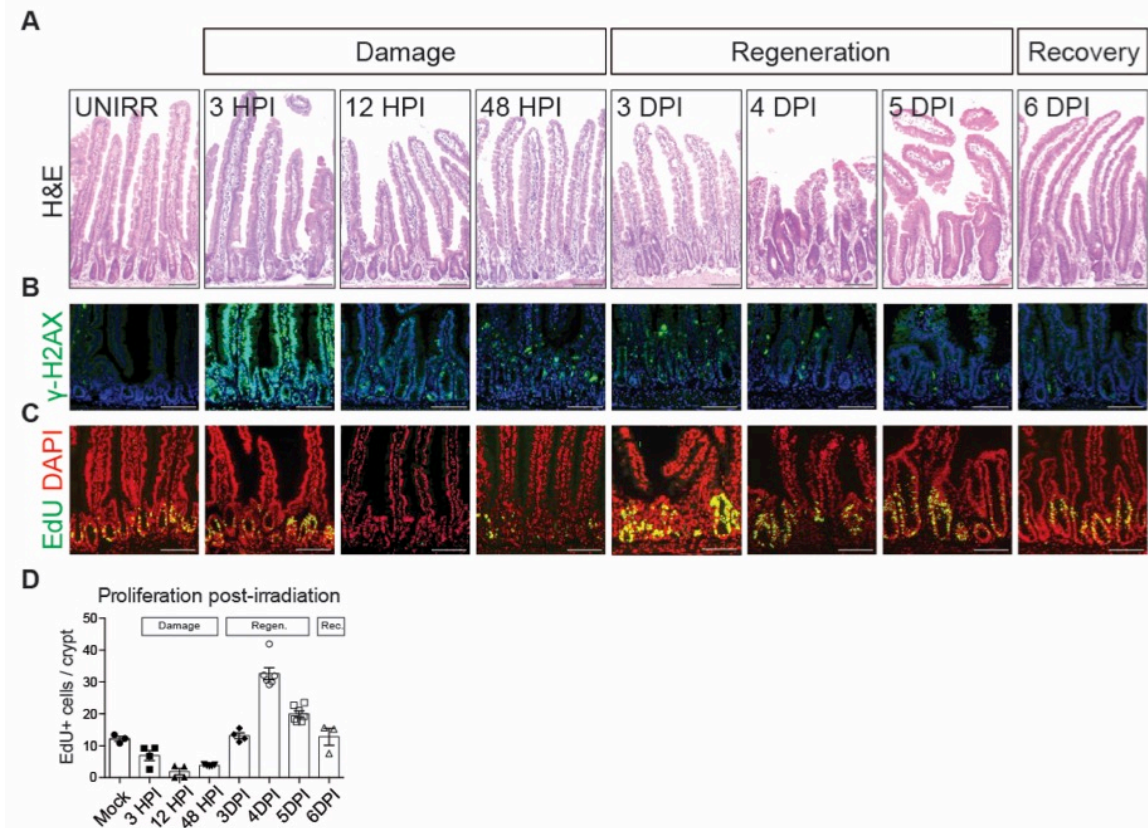 A
Damage Regeneration Recovery
UNIRR 3 HPI 12 HPI 48 HPI 3 DPI 4 DPI 5 DPI 6 DPI
H&E
B
γ-H2AX
C
EdU DAPI
D
Proliferation post-irradiation
Damage Regen. Rec.
50
40
30
20
10
0
EdU+ cells / crypt
Mock 3 HPI 12 HPI 48 HPI 3DPI 4DPI 5DPI 6DPI